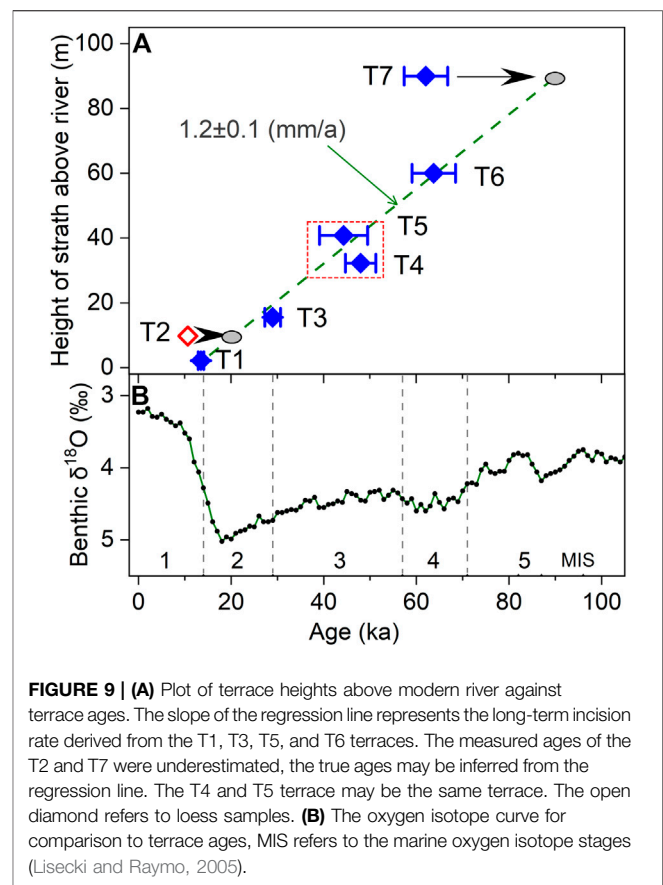 A
Height of strath above river (m)
100
80
60
40
20
0
T7
1.2±0.1 (mm/a)
T6
T5
T4
T3
T2
T1
B
Benthic δ18O (‰)
3
4
5
1 2 3 4 5 MIS
0 20 40 60 80 100
Age (ka)
FIGURE 9 | (A) Plot of terrace heights above modern river against
terrace ages. The slope of the regression line represents the long-term incision
rate derived from the T1, T3, T5, and T6 terraces. The measured ages of the
T2 and T7 were underestimated, the true ages may be inferred from the
regression line. The T4 and T5 terrace may be the same terrace. The open
diamond refers to loess samples. (B) The oxygen isotope curve for
comparison to terrace ages, MIS refers to the marine oxygen isotope stages
(Lisecki and Raymo, 2005).